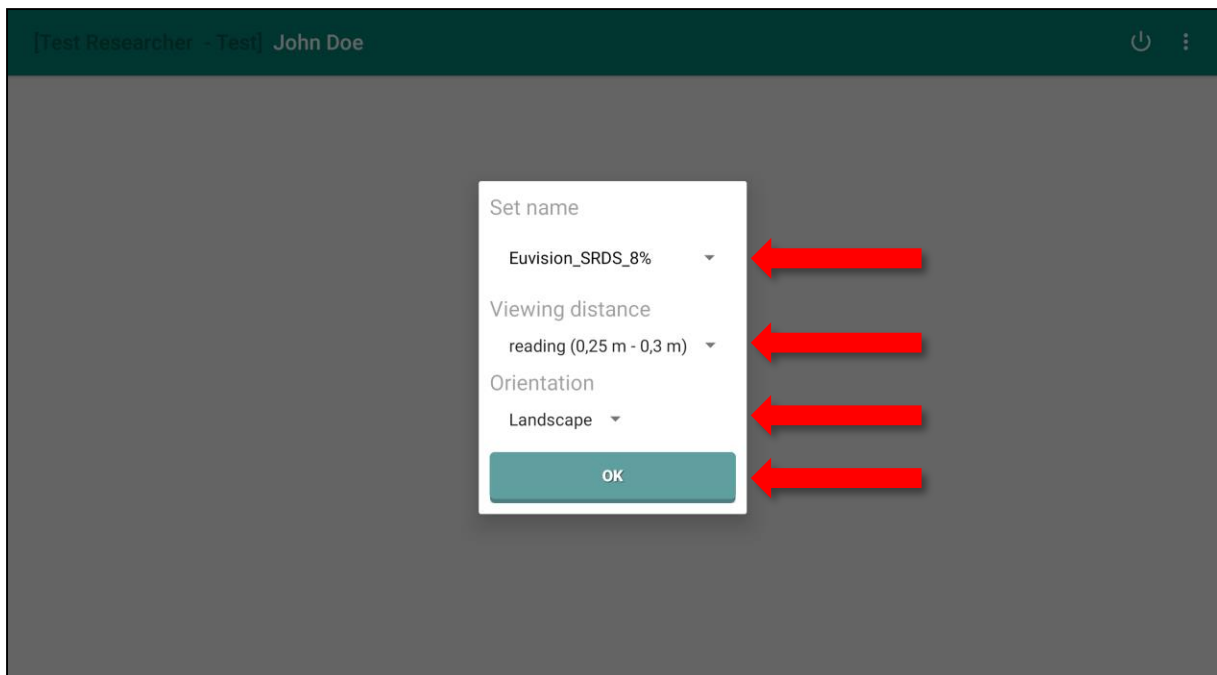 [Test Researcher - Test] John Doe
Set name
Euvision_SRDS_8%
Viewing distance
reading (0,25 m - 0,3 m)
Orientation
Landscape
OK